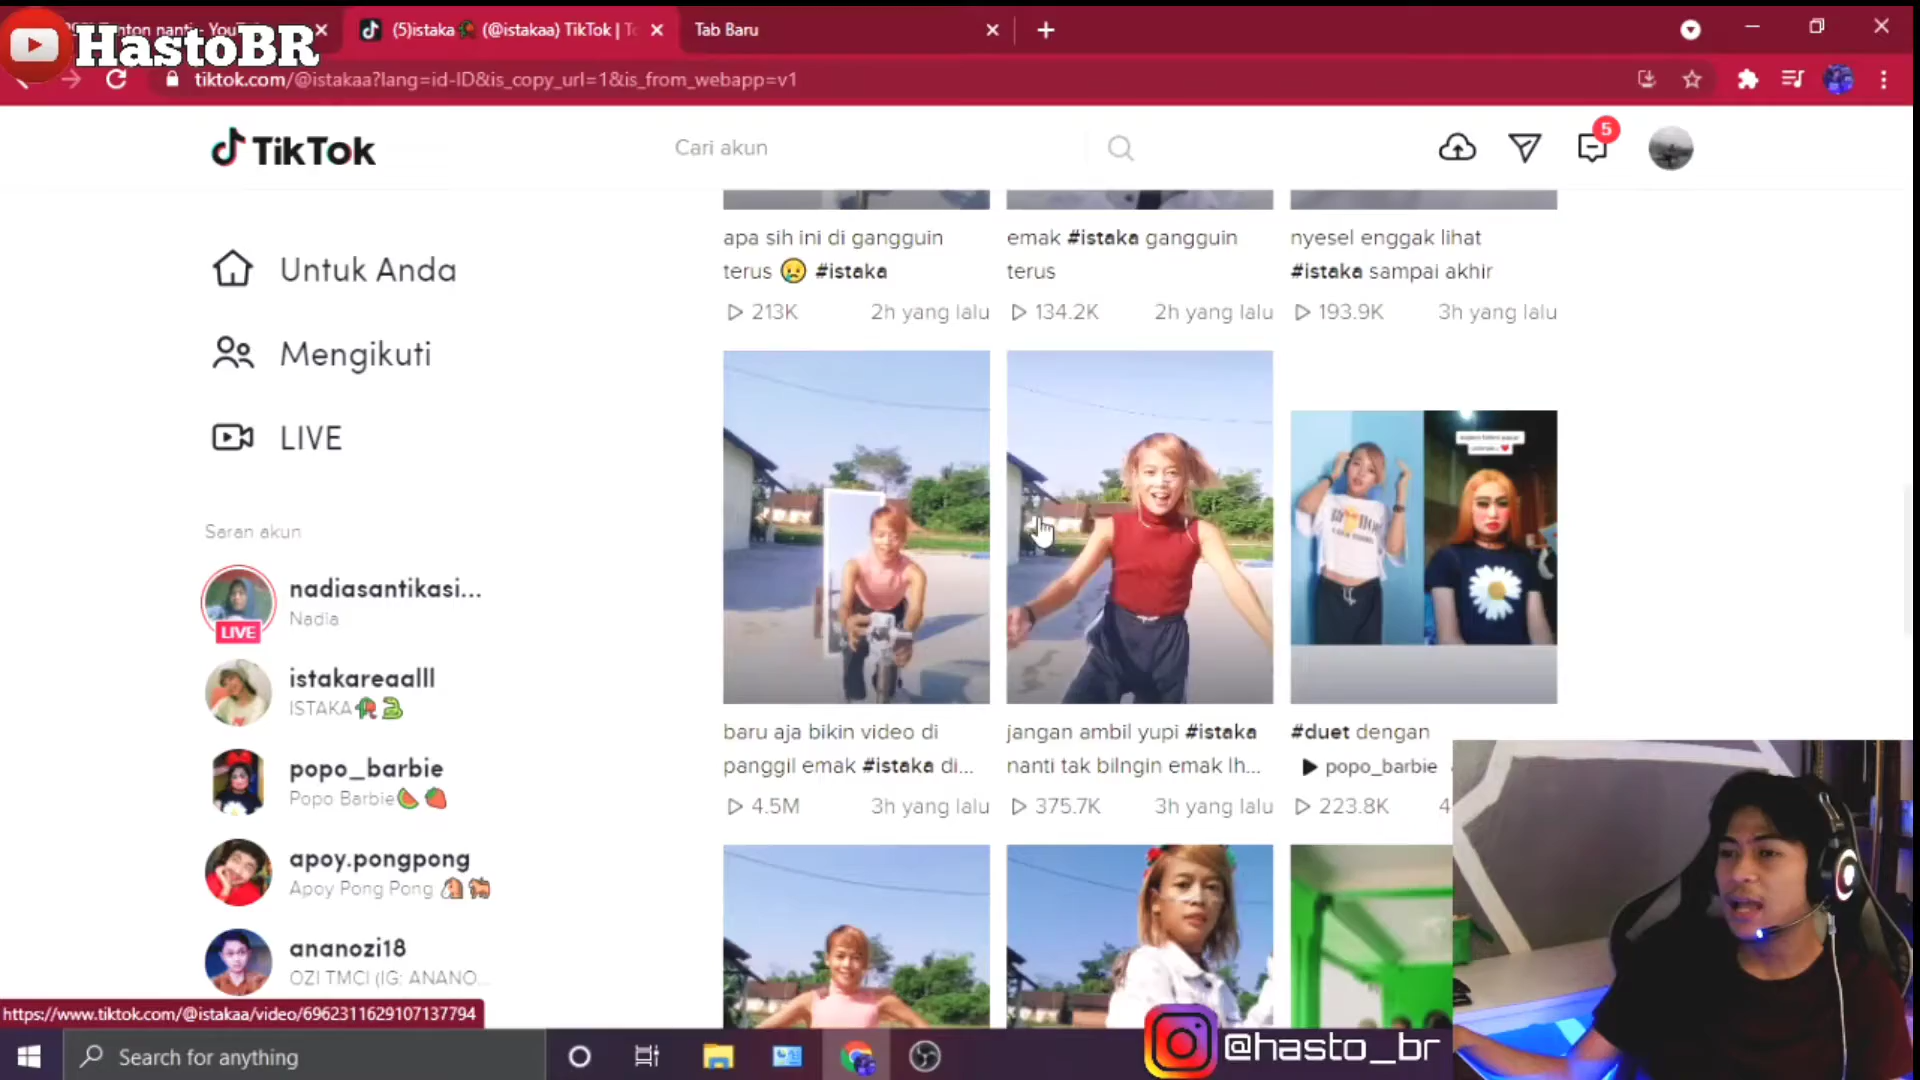 HastoBR
Tonton nanti - YouT
(5)istaka🥀 (@istakaa) TikTok | To
Tab Baru
tiktok.com/@istakaa?lang=id-ID&is_copy_url=1&is_from_webapp=v1
TikTok
Cari akun
5
Untuk Anda
Mengikuti
LIVE
Saran akun
nadiasantikasi...
Nadia
LIVE
istakareaalll
ISTAKA🥀🐍
popo_barbie
Popo Barbie🍉🍓
apoy.pongpong
Apoy Pong Pong
ananozi18
OZI TMCI (IG: ANANO...
apa sih ini di gangguin
terus 😥 #istaka
213K 2h yang lalu
emak #istaka gangguin
terus
134.2K 2h yang lalu
nyesel enggak lihat
#istaka sampai akhir
193.9K 3h yang lalu
baru aja bikin video di
panggil emak #istaka di...
4.5M 3h yang lalu
jangan ambil yupi #istaka
nanti tak bilngin emak lh...
375.7K 3h yang lalu
#duet dengan
popo_barbie
223.8K 4
https://www.tiktok.com/@istakaa/video/6962311629107137794
Search for anything
@hasto_br